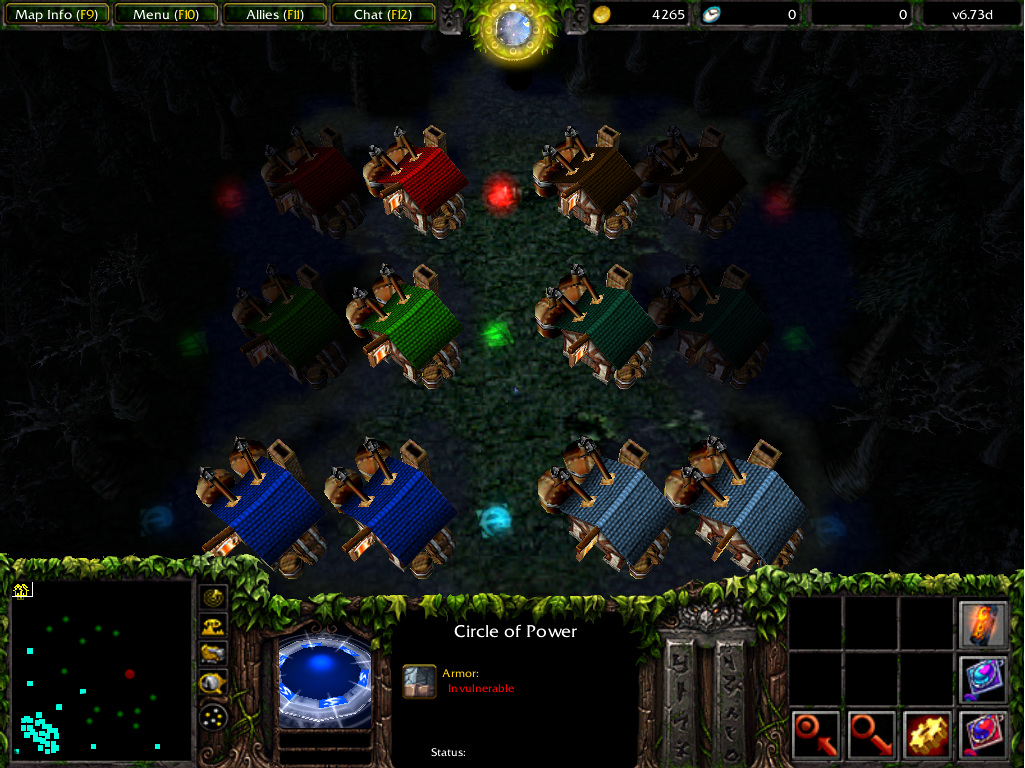 Map Info (F9) Menu (F10) Allies (F11) Chat (F12) 4265 0 0 v6.73d
Circle of Power
Armor:
Invulnerable
Status: